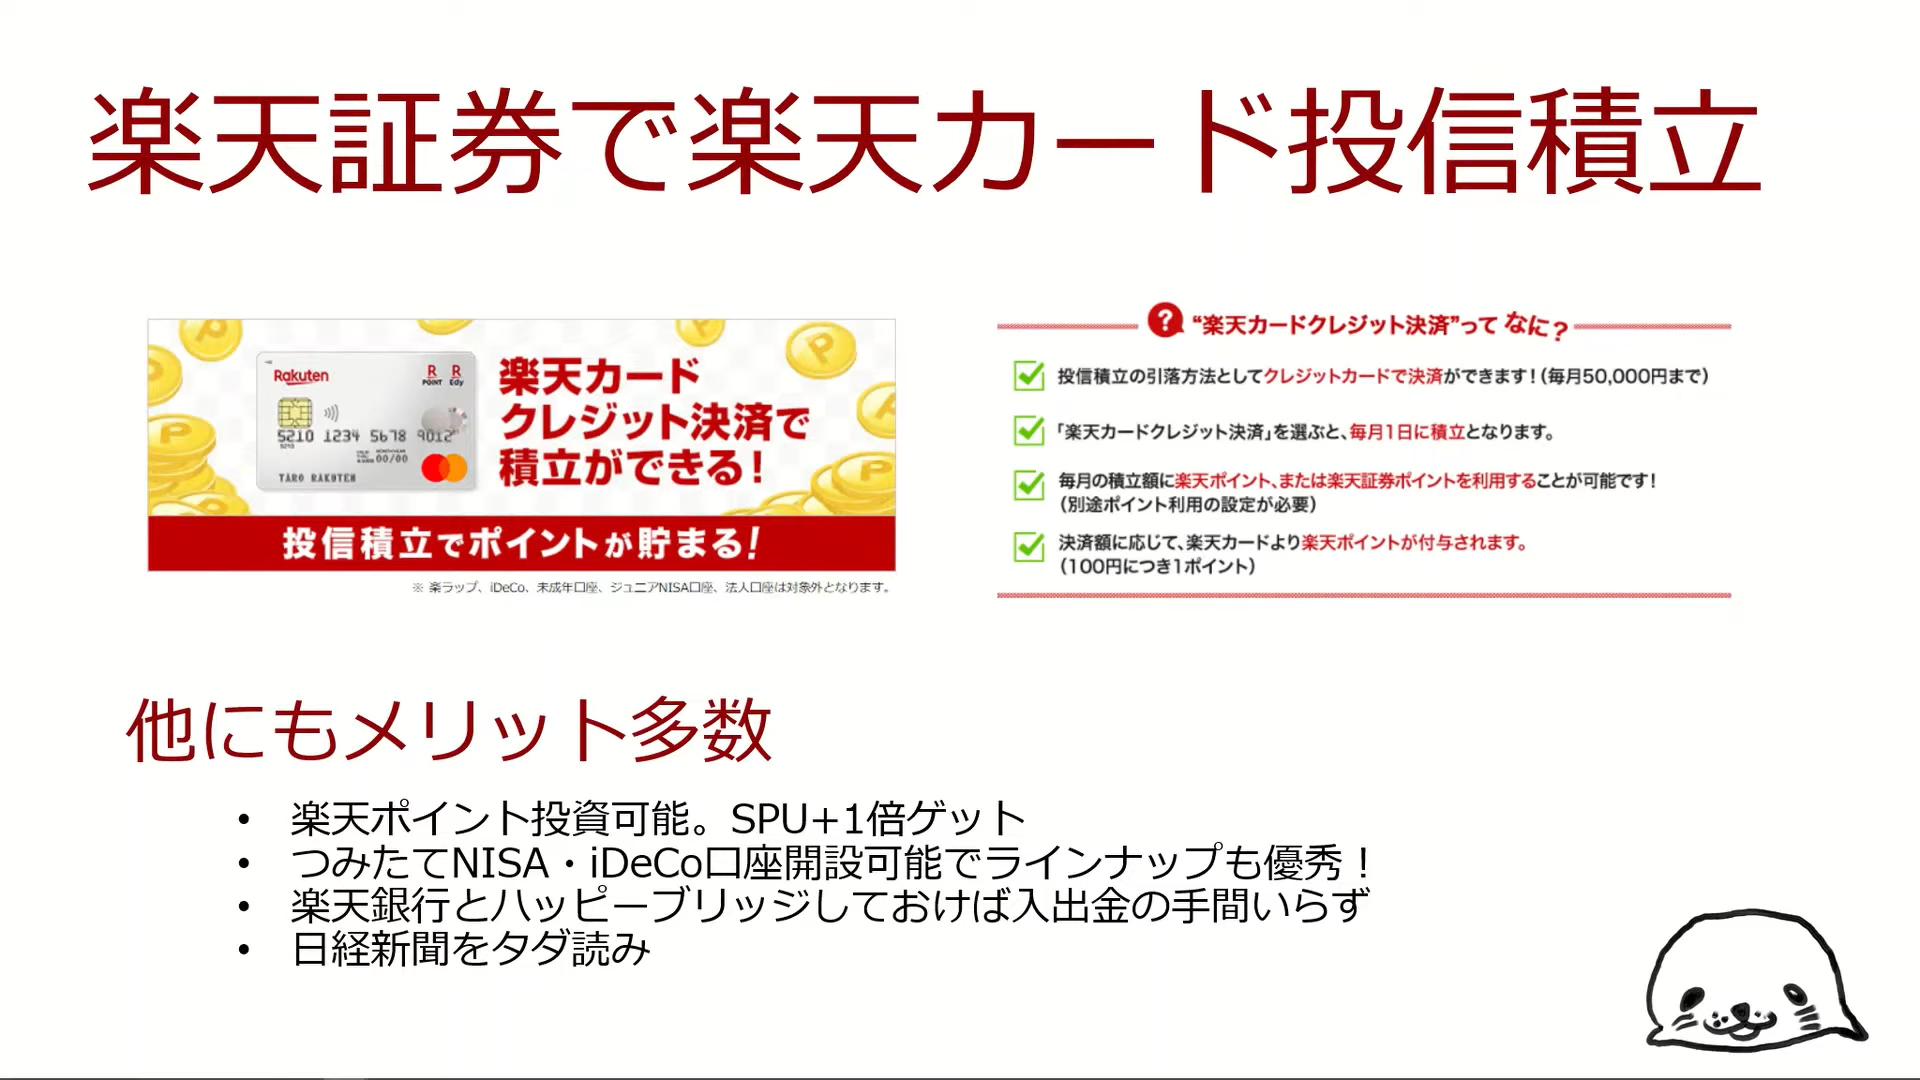 楽天証券で楽天カード投信積立
Rakuten
R POINT R Edy
5210 1234 5678 9012
5210
00/00
TARO RAKUTEN
楽天カード
クレジット決済で
積立ができる！
投信積立でポイントが貯まる！
※ 楽ラップ、iDeCo、未成年口座、ジュニアNISA口座、法人口座は対象外となります。
? “楽天カードクレジット決済”って なに？
投信積立の引落方法としてクレジットカードで決済ができます！（毎月50,000円まで）
「楽天カードクレジット決済」を選ぶと、毎月1日に積立となります。
毎月の積立額に楽天ポイント、または楽天証券ポイントを利用することが可能です！
（別途ポイント利用の設定が必要）
決済額に応じて、楽天カードより楽天ポイントが付与されます。
（100円につき1ポイント）
他にもメリット多数
• 楽天ポイント投資可能。SPU+1倍ゲット
• つみたてNISA・iDeCo口座開設可能でラインナップも優秀！
• 楽天銀行とハッピーブリッジしておけば入出金の手間いらず
• 日経新聞をタダ読み